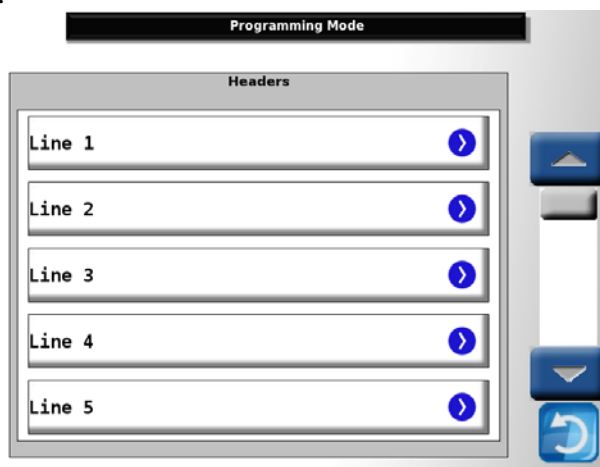 Programming Mode
Headers
Line 1
Line 2
Line 3
Line 4
Line 5